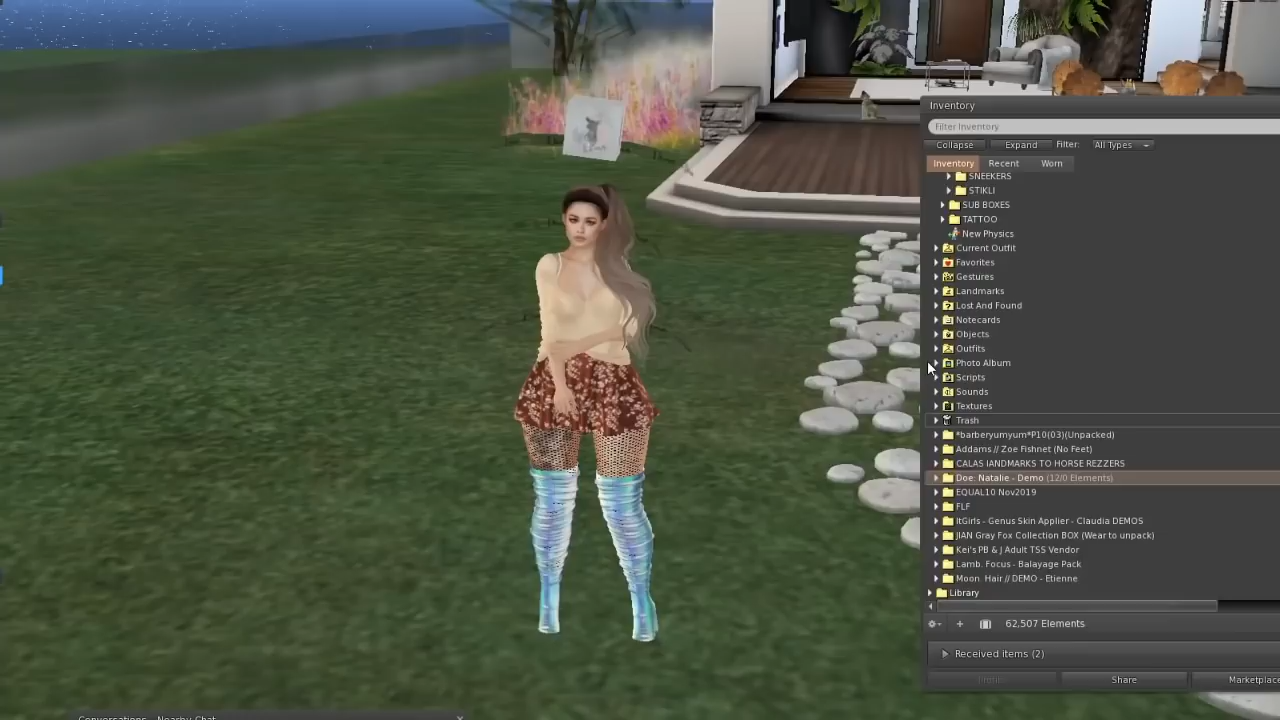 Inventory
Filter Inventory
Collapse Expand Filter: All Types
Inventory Recent Worn
SNEEKERS
STIKLI
SUB BOXES
TATTOO
New Physics
Current Outfit
Favorites
Gestures
Landmarks
Lost And Found
Notecards
Objects
Outfits
Photo Album
Scripts
Sounds
Textures
Trash
*barberyumyum*P10(03)(Unpacked)
Addams // Zoe Fishnet (No Feet)
CALAS lANDMARKS TO HORSE REZZERS
Doe: Natalie - Demo (12/0 Elements)
EQUAL10 Nov2019
FLF
ItGirls - Genus Skin Applier - Claudia DEMOS
JIAN Gray Fox Collection BOX (Wear to unpack)
Kei's PB & J Adult TSS Vendor
Lamb. Focus - Balayage Pack
Moon. Hair // DEMO - Etienne
Library
62,507 Elements
Received items (2)
Share Marketplace
Conversations - Nearby Chat